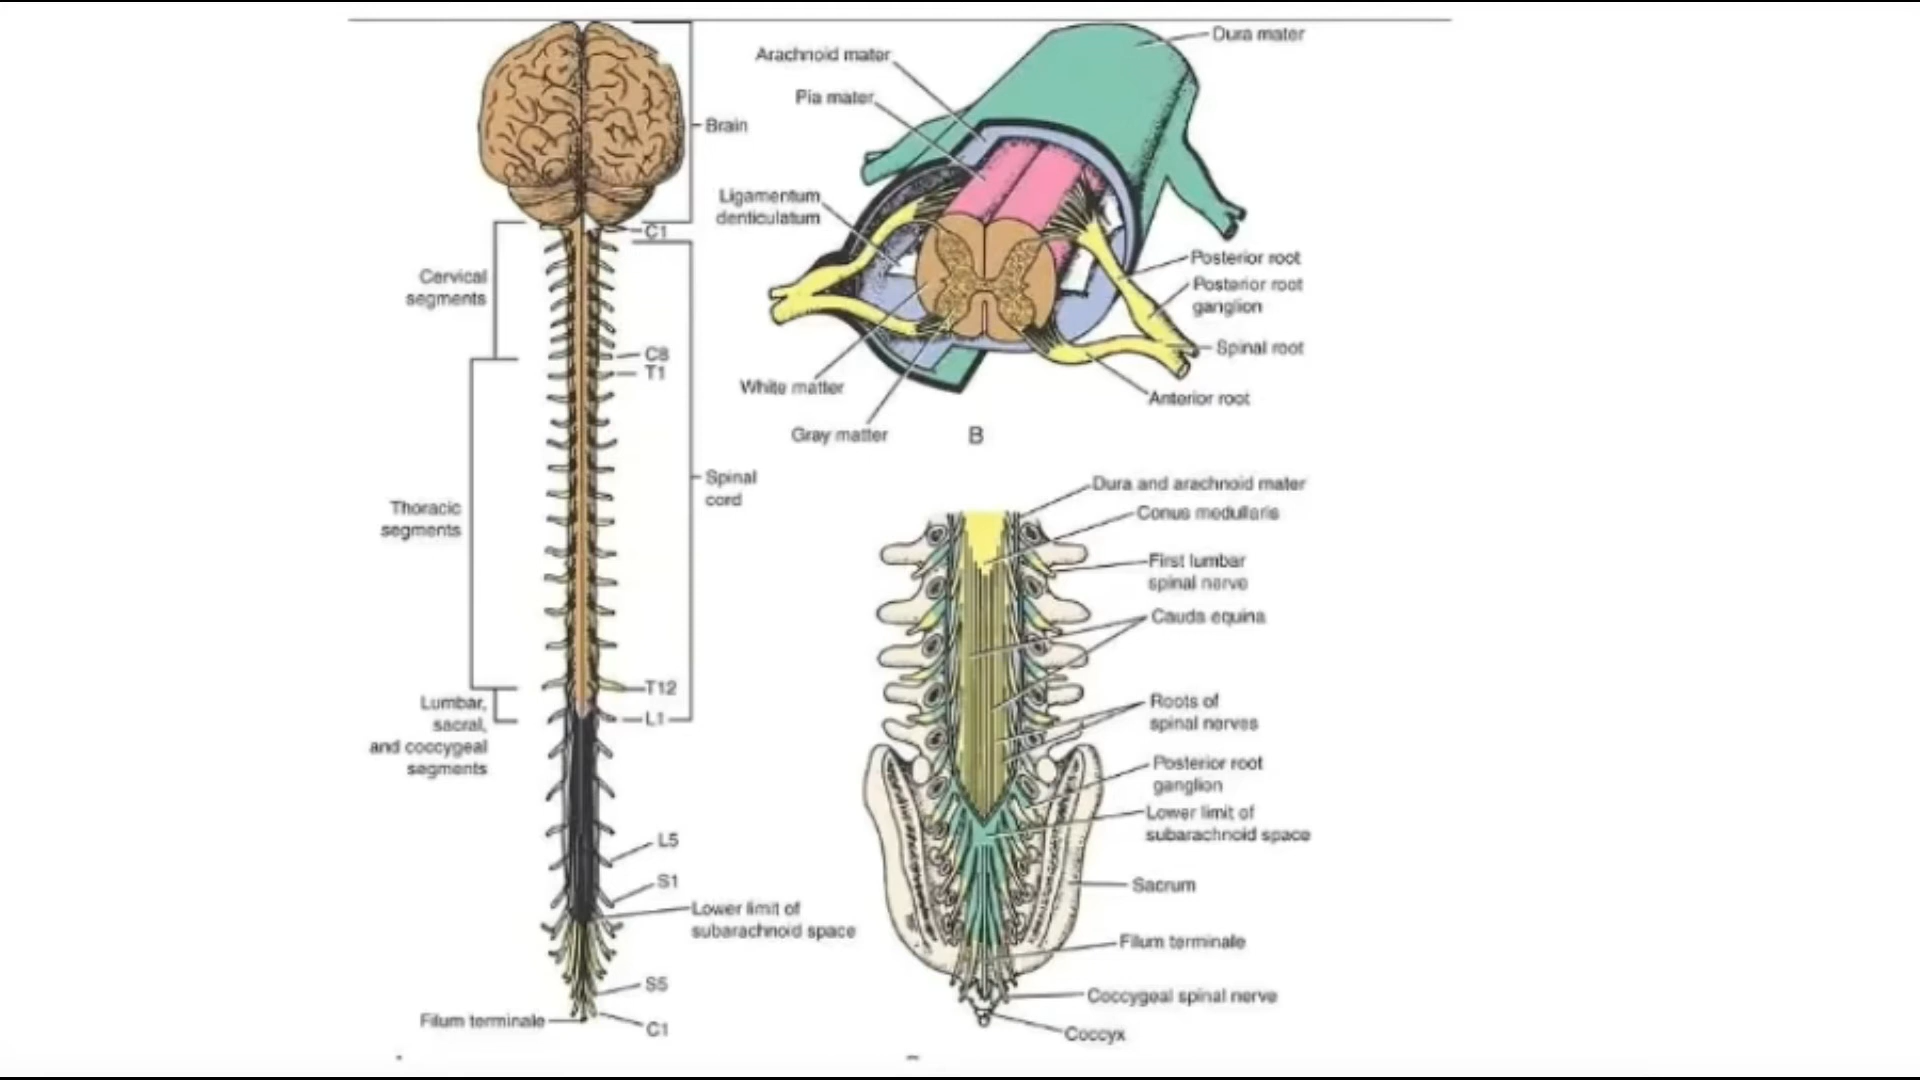 Brain
C1
Cervical
segments
C8
T1
Thoracic
segments
Spinal
cord
T12
L1
Lumbar,
sacral,
and coccygeal
segments
L5
S1
Lower limit of
subarachnoid space
S5
Filum terminale
C1
Dura mater
Arachnoid mater
Pia mater
Ligamentum
denticulatum
Posterior root
Posterior root
ganglion
Spinal root
Anterior root
White matter
Gray matter
B
Dura and arachnoid mater
Conus medullaris
First lumbar
spinal nerve
Cauda equina
Roots of
spinal nerves
Posterior root
ganglion
Lower limit of
subarachnoid space
Sacrum
Filum terminale
Coccygeal spinal nerve
Coccyx